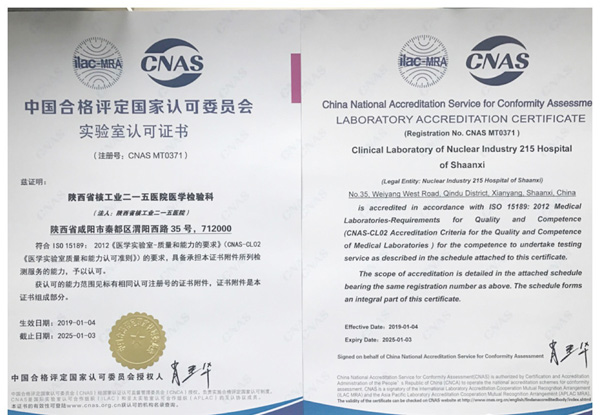 ilac-MRA
CNAS
中国合格评定国家认可委员会
实验室认可证书
(注册号：CNAS MT0371)
兹证明：
陕西省核工业二一五医院医学检验科
(法人：陕西省核工业二一五医院)
陕西省咸阳市秦都区渭阳西路 35 号，712000
符合 ISO 15189：2012《医学实验室-质量和能力的要求》(CNAS-CL02
《医学实验室质量和能力认可准则》)的要求，具备承担本证书附件所列检
测服务的能力，予以认可。
获认可的能力范围见标有相同认可注册号的证书附件，证书附件是本
证书组成部分。
生效日期：2019-01-04
截止日期：2025-01-03
中国合格评定国家认可委员会授权人
ilac-MRA
CNAS
China National Accreditation Service for Conformity Assessme
LABORATORY ACCREDITATION CERTIFICATE
(Registration No. CNAS MT0371 )
Clinical Laboratory of Nuclear Industry 215 Hospital
of Shaanxi
(Legal Entity: Nuclear Industry 215 Hospital of Shaanxi)
No.35, Weiyang West Road, Qindu District, Xianyang, Shaanxi, China
is accredited in accordance with ISO 15189: 2012 Medical
Laboratories-Requirements for Quality and Competence
(CNAS-CL02 Accreditation Criteria for the Quality and Competence
of Medical Laboratories ) for the competence to undertake testing
service as described in the schedule attached to this certificate.
The scope of accreditation is detailed in the attached schedule
bearing the same registration number as above. The schedule forms
an integral part of this certificate.
Effective Date: 2019-01-04
Expiry Date: 2025-01-03
Signed on behalf of China National Accreditation Service for Conformity Assessment